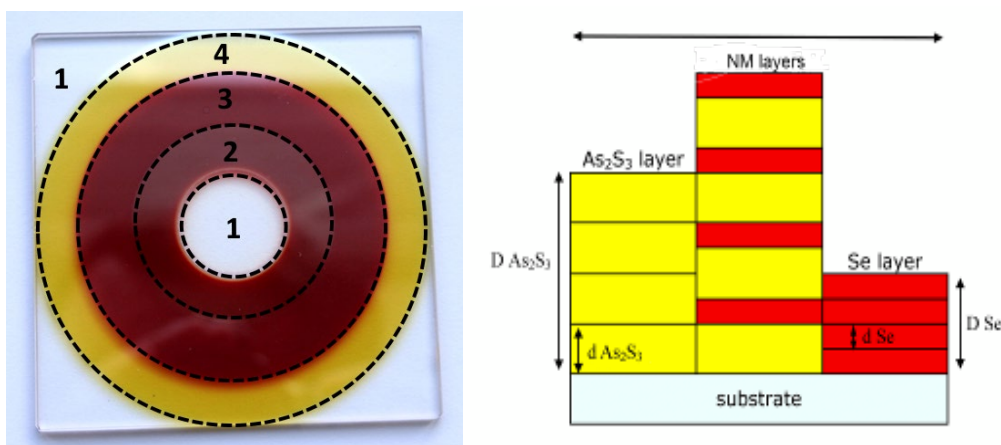 4
1
3
2
1
NM layers
As₂S₃ layer
D As₂S₃
Se layer
D Se
d Se
d As₂S₃
substrate